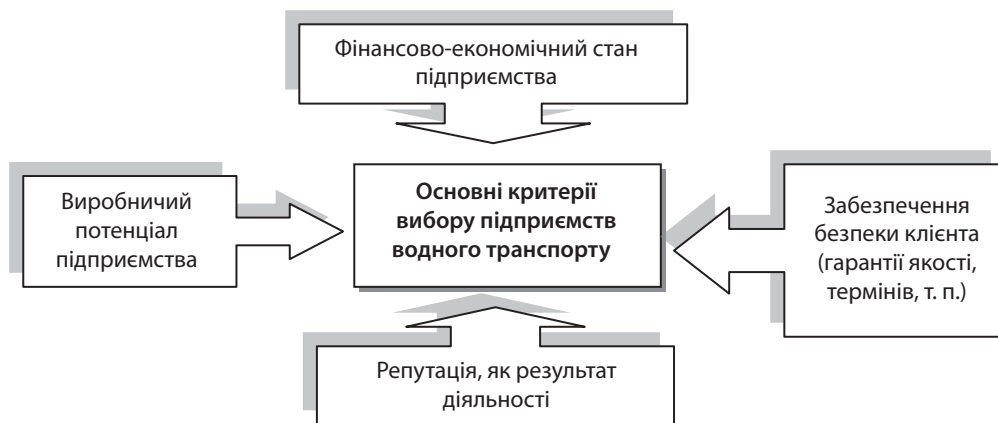 Фінансово-економічний стан
підприємства
Виробничий
потенціал
підприємства
Основні критерії
вибору підприємств
водного транспорту
Забезпечення
безпеки клієнта
(гарантії якості,
термінів, т. п.)
Репутація, як результат
діяльності